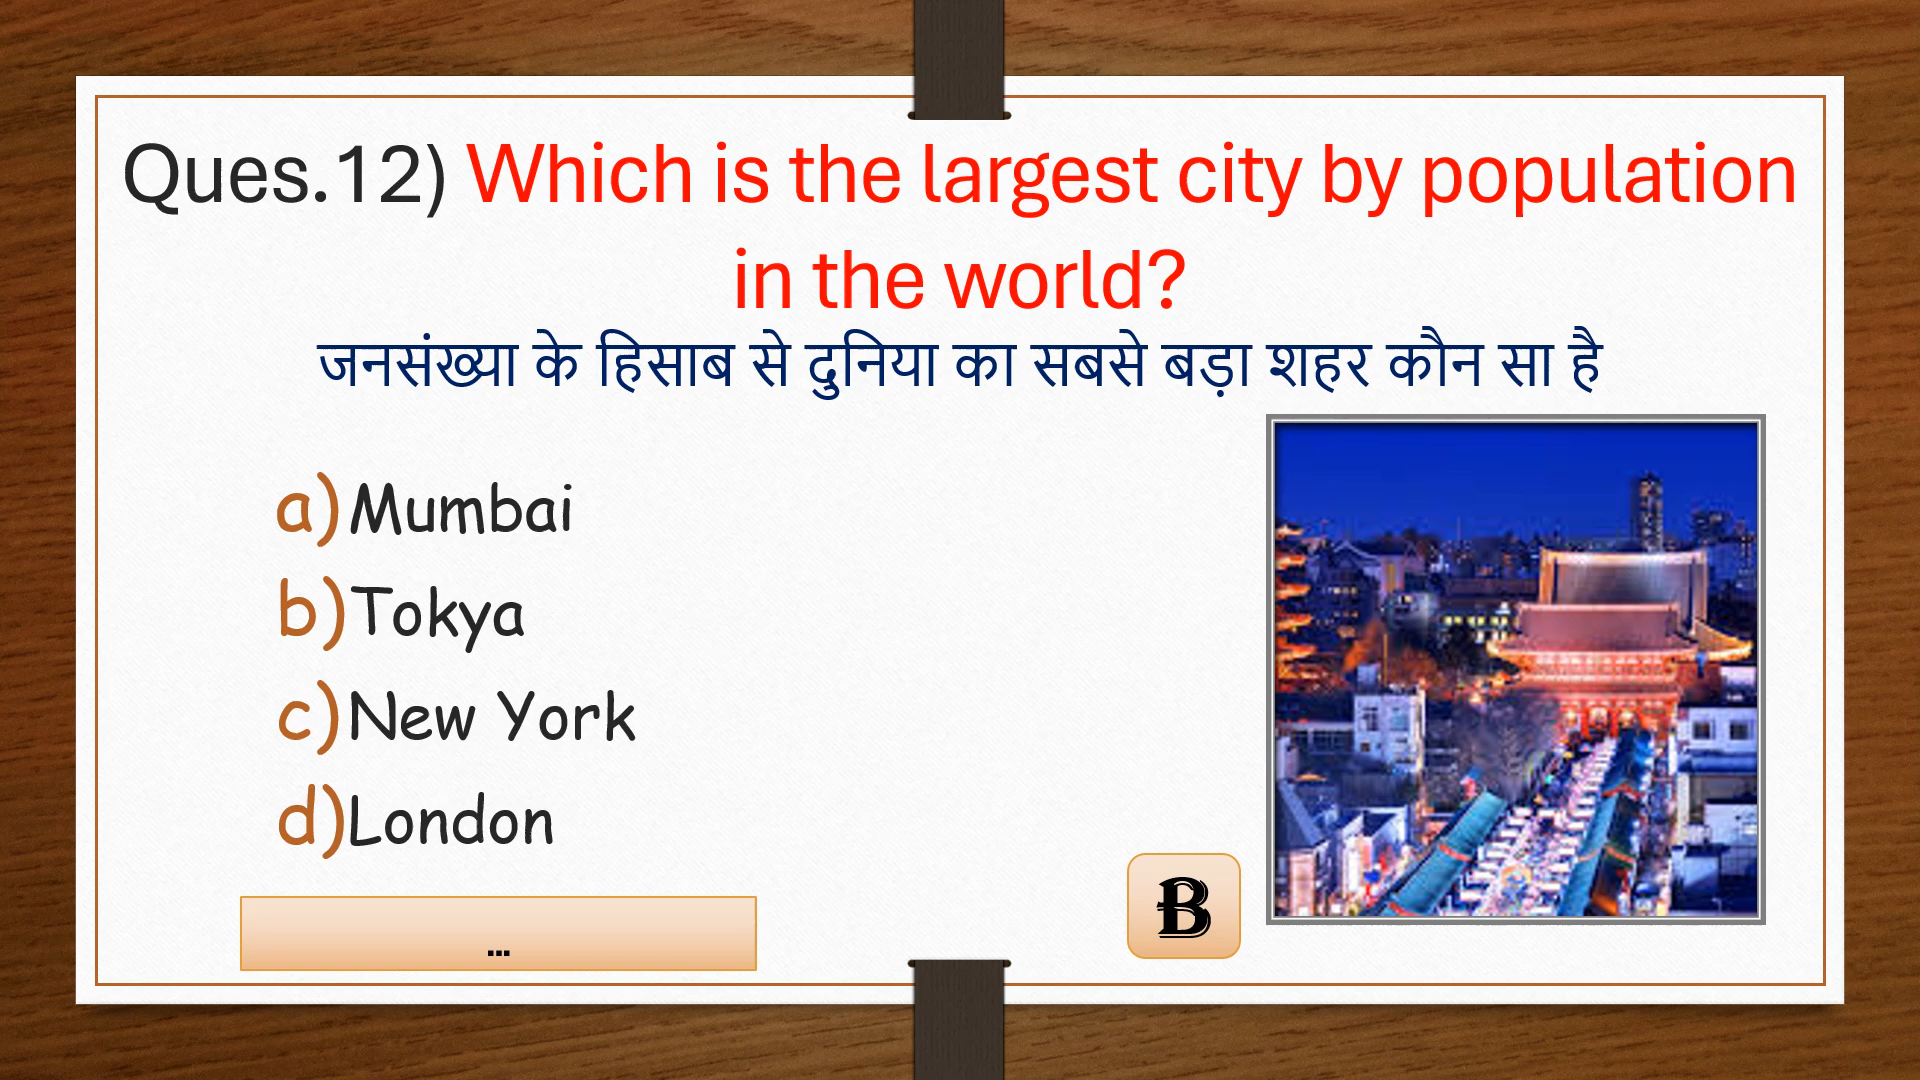 Ques.12) Which is the largest city by population
in the world?
जनसंख्या के हिसाब से दुनिया का सबसे बड़ा शहर कौन सा है
a)Mumbai
b)Tokya
c)New York
d)London
...
B